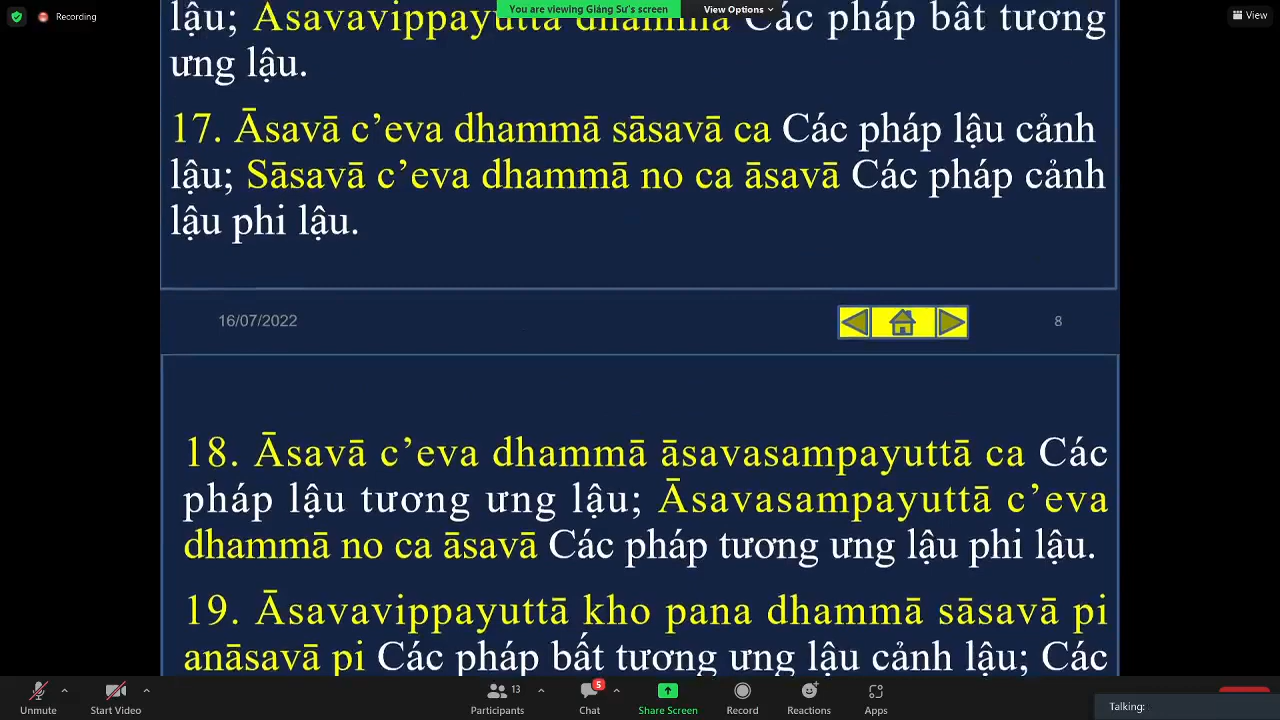 You are viewing Giảng Sư's screen
View Options
Recording
View
lậu; Āsavavippayuttā dhammā Các pháp bất tương
ưng lậu.
17. Āsavā c’eva dhammā sāsavā ca Các pháp lậu cảnh
lậu; Sāsavā c’eva dhammā no ca āsavā Các pháp cảnh
lậu phi lậu.
16/07/2022
8
18. Āsavā c’eva dhammā āsavasampayuttā ca Các
pháp lậu tương ưng lậu; Āsavasampayuttā c’eva
dhammā no ca āsavā Các pháp tương ưng lậu phi lậu.
19. Āsavavippayuttā kho pana dhammā sāsavā pi
anāsavā pi Các pháp bất tương ưng lậu cảnh lậu; Các
Unmute
Start Video
13
Participants
5
Chat
Share Screen
Record
Reactions
Apps
Talking: